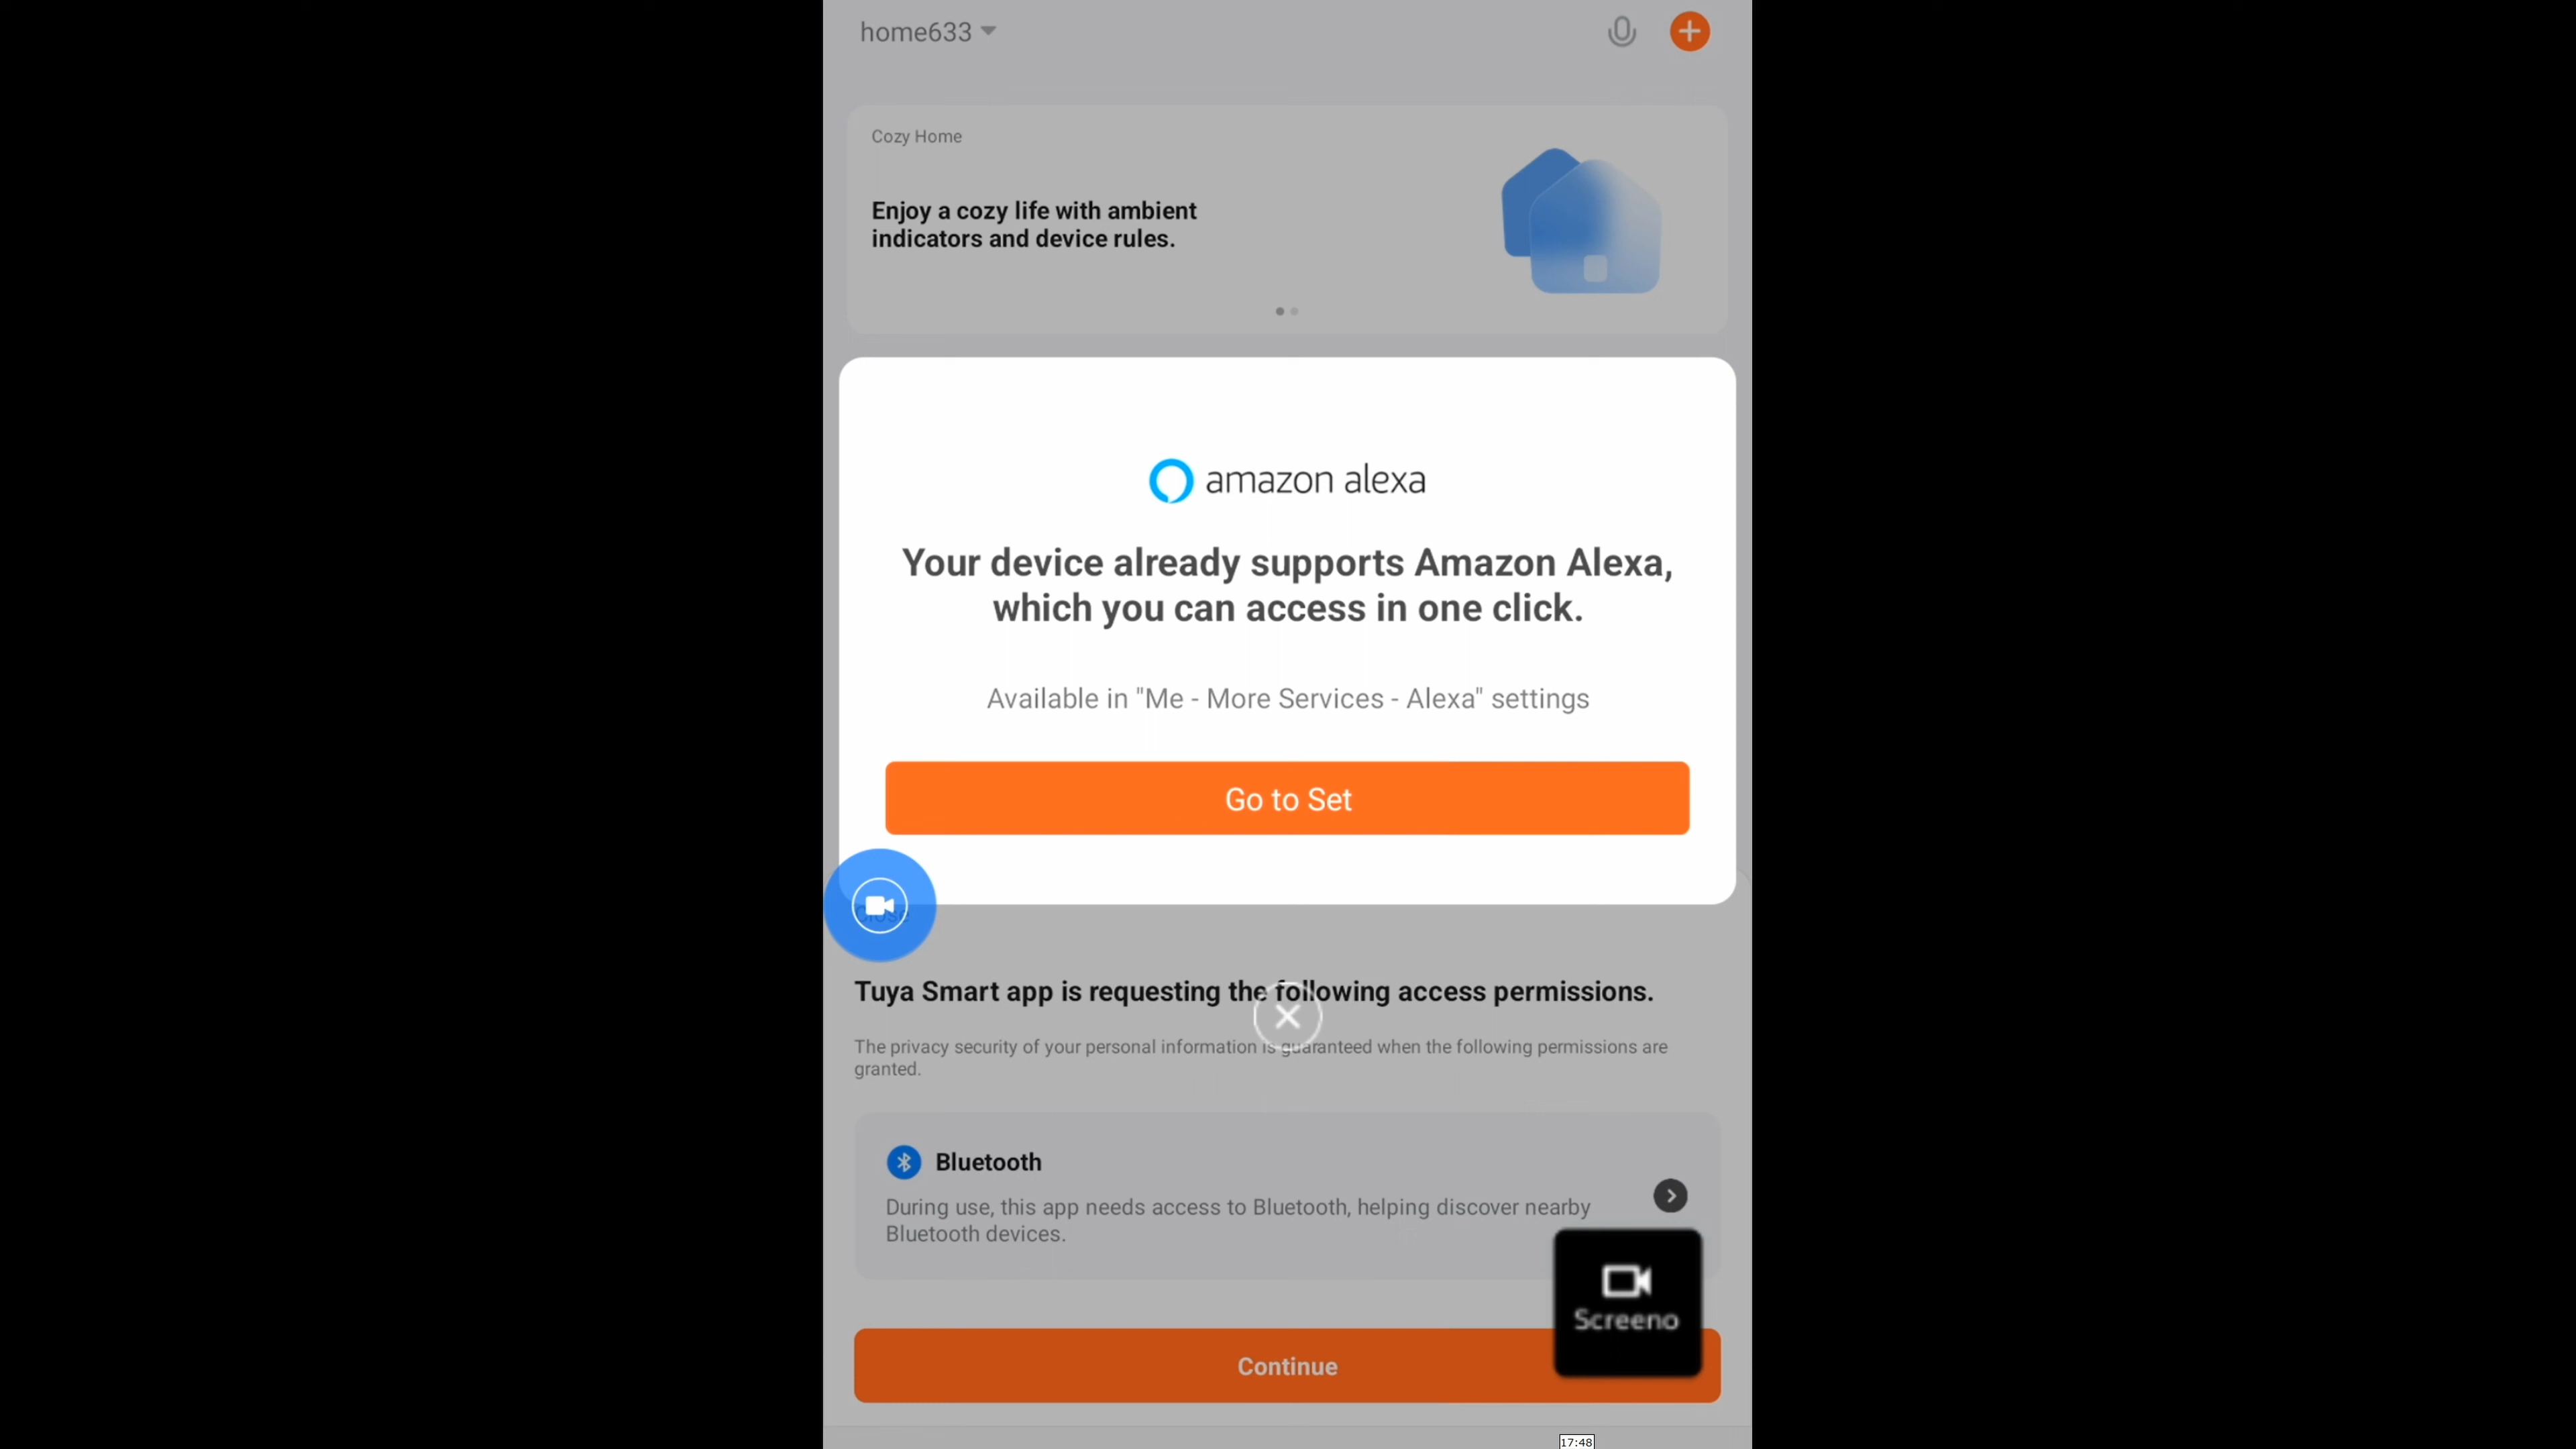 home633
Cozy Home
Enjoy a cozy life with ambient
indicators and device rules.
amazon alexa
Your device already supports Amazon Alexa,
which you can access in one click.
Available in "Me - More Services - Alexa" settings
Go to Set
Close
Tuya Smart app is requesting the following access permissions.
The privacy security of your personal information is guaranteed when the following permissions are
granted.
Bluetooth
During use, this app needs access to Bluetooth, helping discover nearby
Bluetooth devices.
Screeno
Continue
17:48